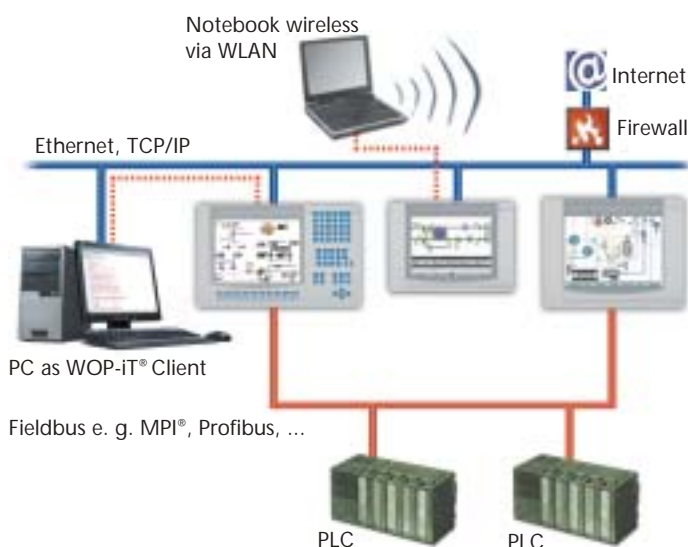 Notebook wireless
via WLAN
Internet
Firewall
Ethernet, TCP/IP
PC as WOP-iT® Client
Fieldbus e. g. MPI®, Profibus, ...
PLC
PLC